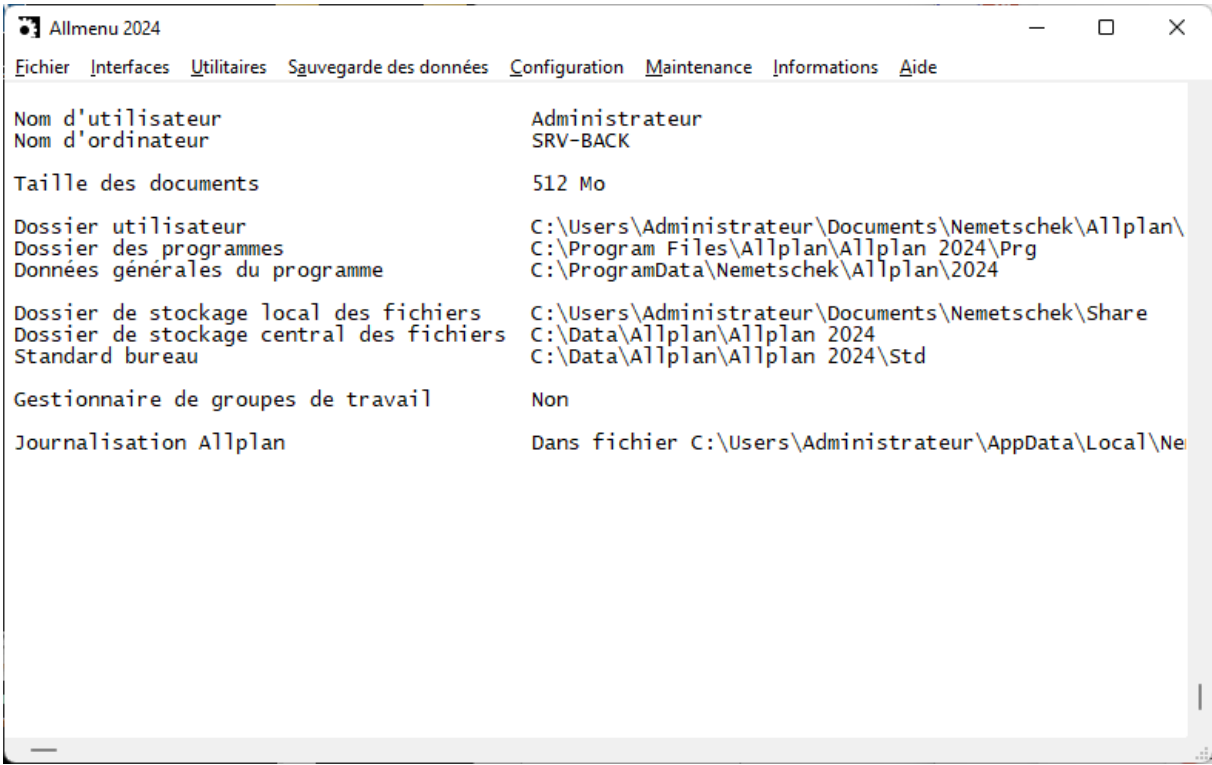 Allmenu 2024
Fichier Interfaces Utilitaires Sauvegarde des données Configuration Maintenance Informations Aide
Nom d'utilisateur Administrateur
Nom d'ordinateur SRV-BACK
Taille des documents 512 Mo
Dossier utilisateur C:\Users\Administrateur\Documents\Nemetschek\Allplan\
Dossier des programmes C:\Program Files\Allplan\Allplan 2024\Prg
Données générales du programme C:\ProgramData\Nemetschek\Allplan\2024
Dossier de stockage local des fichiers C:\Users\Administrateur\Documents\Nemetschek\Share
Dossier de stockage central des fichiers C:\Data\Allplan\Allplan 2024
Standard bureau C:\Data\Allplan\Allplan 2024\Std
Gestionnaire de groupes de travail Non
Journalisation Allplan Dans fichier C:\Users\Administrateur\AppData\Local\Ne